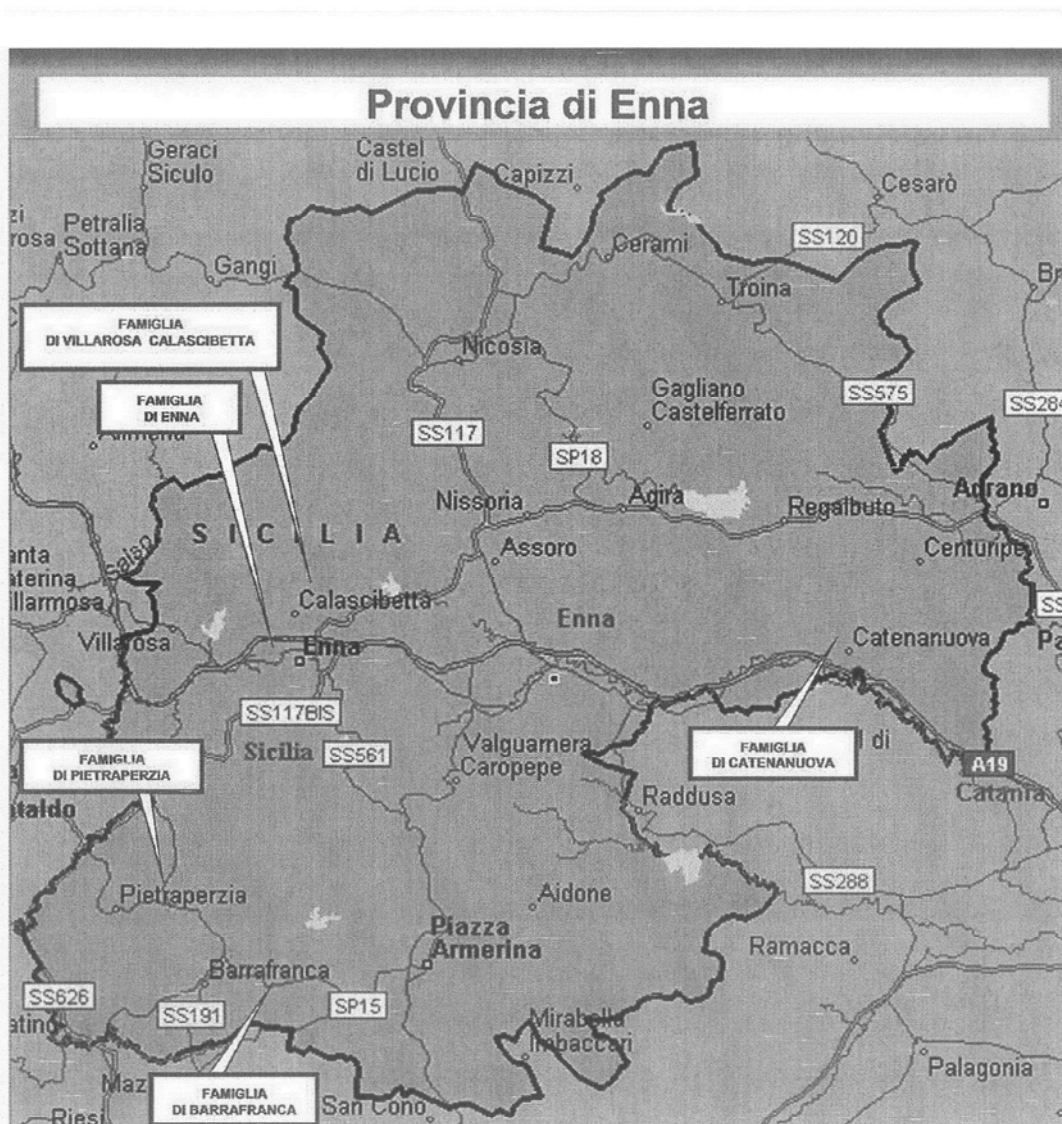 Provincia di Enna
Geraci
Siculo
Castel
di Lucio
Capizzi
Cesarò
Petralia
Sottana
SS120
Gangi
Cerami
Troina
FAMIGLIA
DI VILLAROSA CALASCIBETTA
Nicosia
FAMIGLIA
DI ENNA
Gagliano
Castelferrato
SS575
SS284
SS117
SP18
Nissoria
Agira
Regalbuto
Adrano
SICILIA
Assoro
Centuripe
Salso
Calascibetta
Enna
Villarosa
Enna
Catenanuova
SS117BIS
Sicilia
SS561
Valguarnera
Caropepe
FAMIGLIA
DI PIETRAPERZIA
FAMIGLIA
DI CATENANUOVA
di
A19
Catania
Raddusa
SS288
Pietraperzia
Aidone
Piazza
Armerina
Ramacca
Barrafranca
SS626
SS191
SP15
Mirabella
Imbaccari
Palagonia
FAMIGLIA
DI BARRAFRANCA
San Cono
Riesi